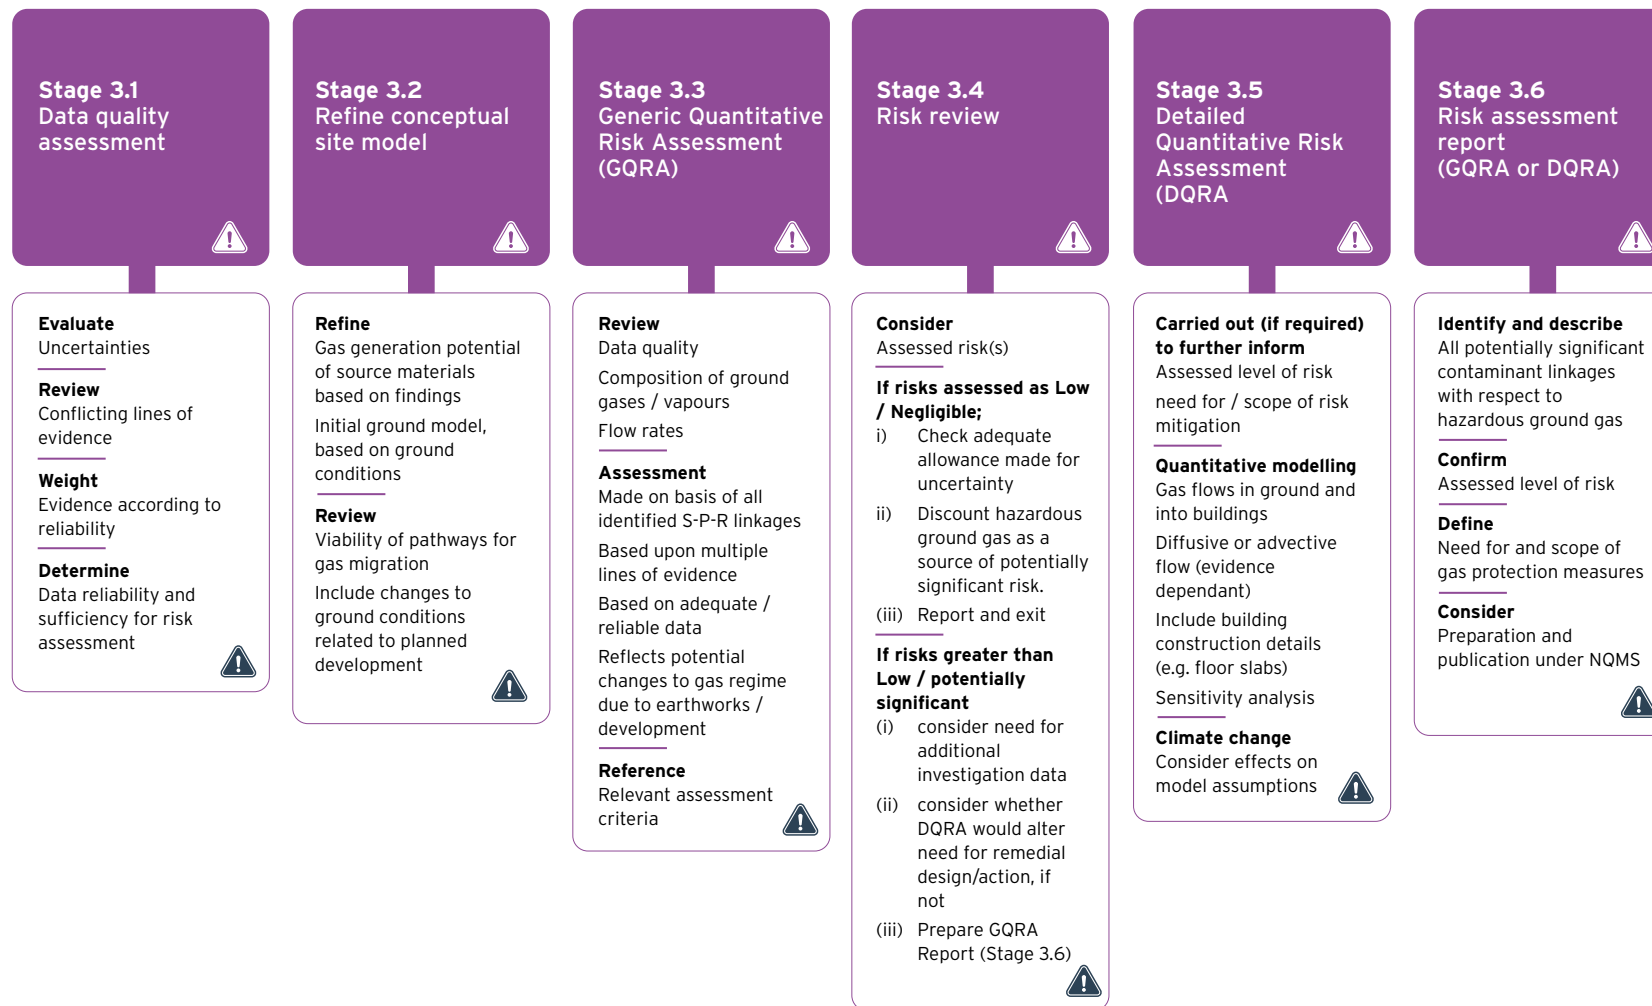 Stage 3.1
Data quality
assessment
Evaluate
Uncertainties
Review
Conflicting lines of
evidence
Weight
Evidence according to
reliability
Determine
Data reliability and
sufficiency for risk
assessment
Stage 3.2
Refine conceptual
site model
Refine
Gas generation potential
of source materials
based on findings
Initial ground model,
based on ground
conditions
Review
Viability of pathways for
gas migration
Include changes to
ground conditions
related to planned
development
Stage 3.3
Generic Quantitative
Risk Assessment
(GQRA)
Review
Data quality
Composition of ground
gases / vapours
Flow rates
Assessment
Made on basis of all
identified S-P-R linkages
Based upon multiple
lines of evidence
Based on adequate /
reliable data
Reflects potential
changes to gas regime
due to earthworks /
development
Reference
Relevant assessment
criteria
Stage 3.4
Risk review
Consider
Assessed risk(s)
If risks assessed as Low
/ Negligible;
i) Check adequate
allowance made for
uncertainty
ii) Discount hazardous
ground gas as a
source of potentially
significant risk.
(iii) Report and exit
If risks greater than
Low / potentially
significant
(i) consider need for
additional
investigation data
(ii) consider whether
DQRA would alter
need for remedial
design/action, if
not
(iii) Prepare GQRA
Report (Stage 3.6)
Stage 3.5
Detailed
Quantitative Risk
Assessment
(DQRA
Carried out (if required)
to further inform
Assessed level of risk
need for / scope of risk
mitigation
Quantitative modelling
Gas flows in ground and
into buildings
Diffusive or advective
flow (evidence
dependant)
Include building
construction details
(e.g. floor slabs)
Sensitivity analysis
Climate change
Consider effects on
model assumptions
Stage 3.6
Risk assessment
report
(GQRA or DQRA)
Identify and describe
All potentially significant
contaminant linkages
with respect to
hazardous ground gas
Confirm
Assessed level of risk
Define
Need for and scope of
gas protection measures
Consider
Preparation and
publication under NQMS